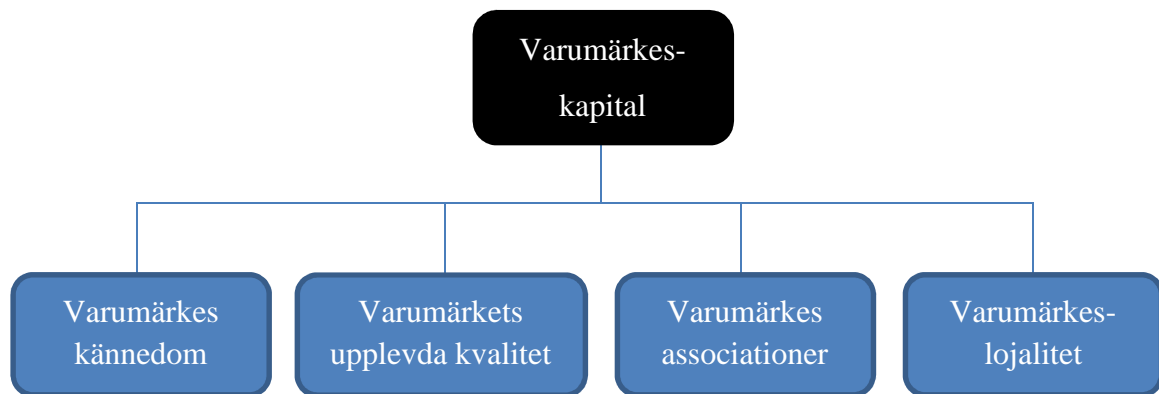 Varumärkes-
kapital
Varumärkes
kännedom
Varumärkets
upplevda kvalitet
Varumärkes
associationer
Varumärkes-
lojalitet